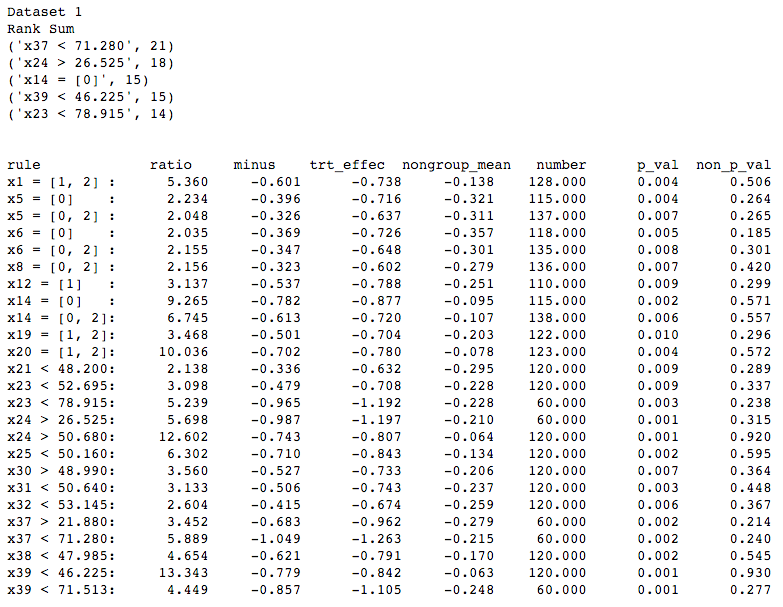 Dataset 1
Rank Sum
('x37 < 71.280', 21)
('x24 > 26.525', 18)
('x14 = [0]', 15)
('x39 < 46.225', 15)
('x23 < 78.915', 14)
rule ratio minus trt_effec nongroup_mean number p_val non_p_val
x1 = [1, 2] : 5.360 -0.601 -0.738 -0.138 128.000 0.004 0.506
x5 = [0] : 2.234 -0.396 -0.716 -0.321 115.000 0.004 0.264
x5 = [0, 2] : 2.048 -0.326 -0.637 -0.311 137.000 0.007 0.265
x6 = [0] : 2.035 -0.369 -0.726 -0.357 118.000 0.005 0.185
x6 = [0, 2] : 2.155 -0.347 -0.648 -0.301 135.000 0.008 0.301
x8 = [0, 2] : 2.156 -0.323 -0.602 -0.279 136.000 0.007 0.420
x12 = [1] : 3.137 -0.537 -0.788 -0.251 110.000 0.009 0.299
x14 = [0] : 9.265 -0.782 -0.877 -0.095 115.000 0.002 0.571
x14 = [0, 2]: 6.745 -0.613 -0.720 -0.107 138.000 0.006 0.557
x19 = [1, 2]: 3.468 -0.501 -0.704 -0.203 122.000 0.010 0.296
x20 = [1, 2]: 10.036 -0.702 -0.780 -0.078 123.000 0.004 0.572
x21 < 48.200: 2.138 -0.336 -0.632 -0.295 120.000 0.009 0.289
x23 < 52.695: 3.098 -0.479 -0.708 -0.228 120.000 0.009 0.337
x23 < 78.915: 5.239 -0.965 -1.192 -0.228 60.000 0.003 0.238
x24 > 26.525: 5.698 -0.987 -1.197 -0.210 60.000 0.001 0.315
x24 > 50.680: 12.602 -0.743 -0.807 -0.064 120.000 0.001 0.920
x25 < 50.160: 6.302 -0.710 -0.843 -0.134 120.000 0.002 0.595
x30 > 48.990: 3.560 -0.527 -0.733 -0.206 120.000 0.007 0.364
x31 < 50.640: 3.133 -0.506 -0.743 -0.237 120.000 0.003 0.448
x32 < 53.145: 2.604 -0.415 -0.674 -0.259 120.000 0.006 0.367
x37 > 21.880: 3.452 -0.683 -0.962 -0.279 60.000 0.002 0.214
x37 < 71.280: 5.889 -1.049 -1.263 -0.215 60.000 0.002 0.240
x38 < 47.985: 4.654 -0.621 -0.791 -0.170 120.000 0.002 0.545
x39 < 46.225: 13.343 -0.779 -0.842 -0.063 120.000 0.001 0.930
x39 < 71.513: 4.449 -0.857 -1.105 -0.248 60.000 0.001 0.277